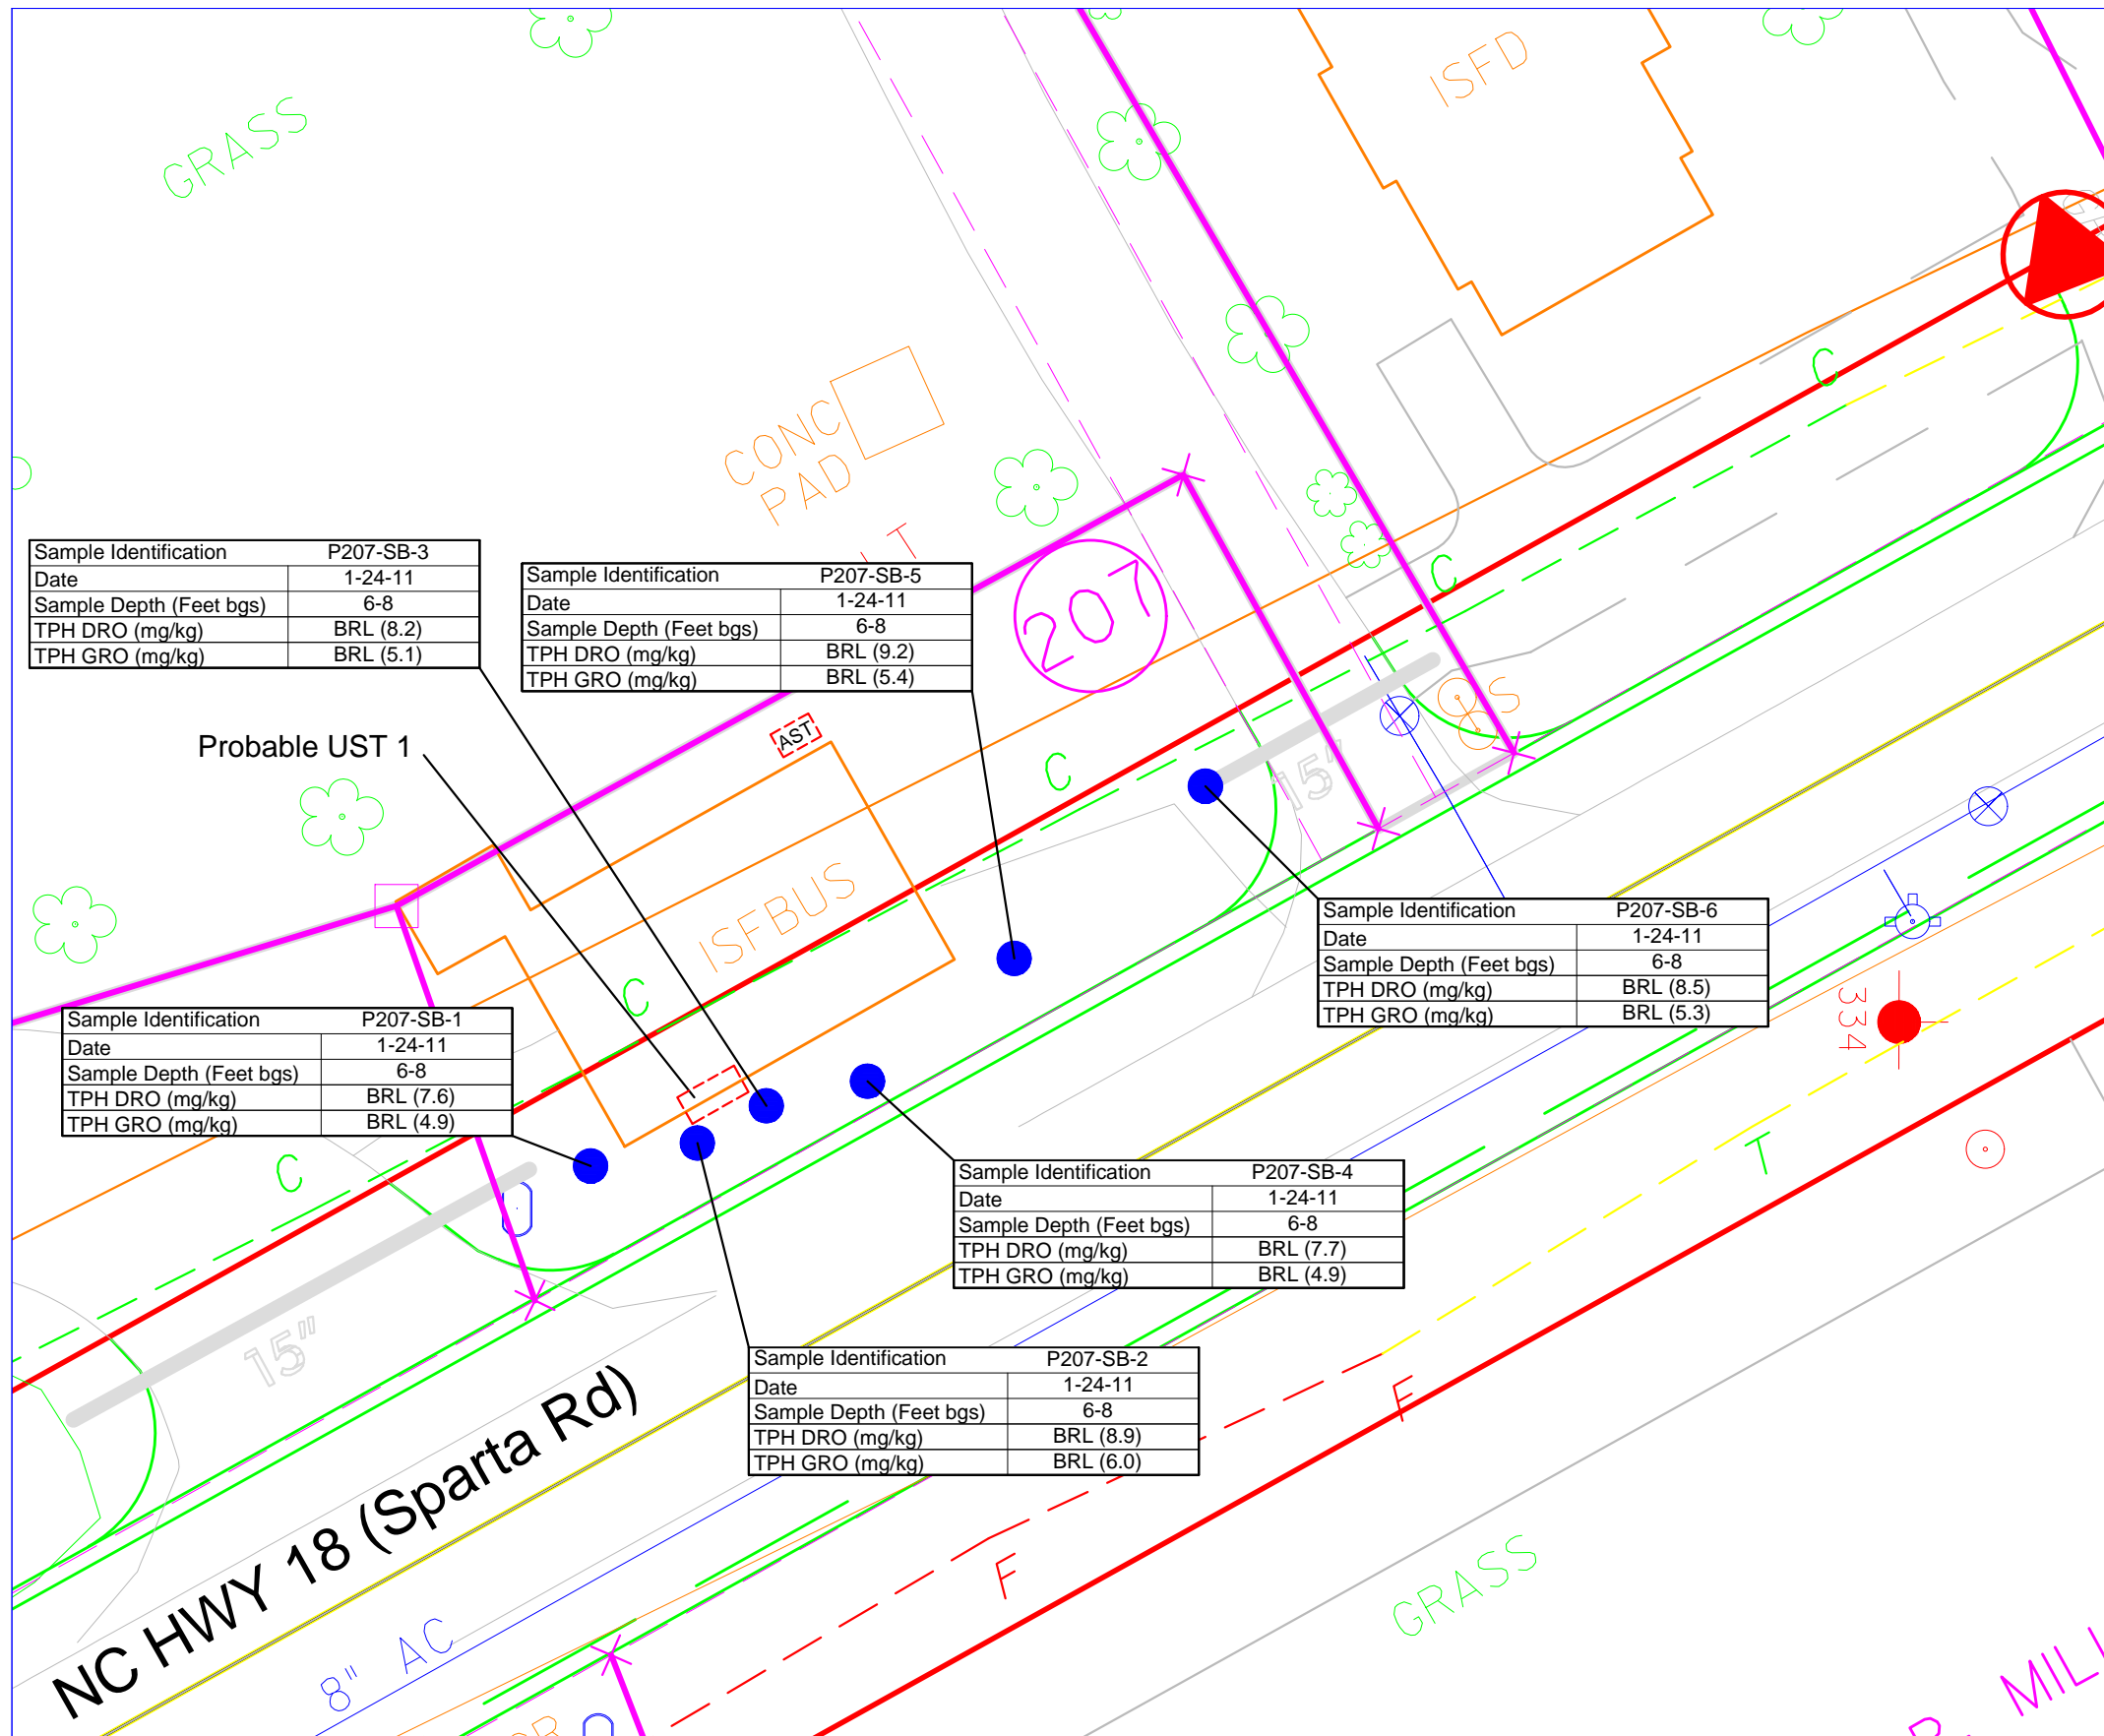 GRASS
ISFD
CONC
PAD
T
C
Sample Identification P207-SB-3
Date 1-24-11
Sample Depth (Feet bgs) 6-8
TPH DRO (mg/kg) BRL (8.2)
TPH GRO (mg/kg) BRL (5.1)
Sample Identification P207-SB-5
Date 1-24-11
Sample Depth (Feet bgs) 6-8
TPH DRO (mg/kg) BRL (9.2)
TPH GRO (mg/kg) BRL (5.4)
207
C
S
Probable UST 1
AST
C
15"
ISFBUS
C
Sample Identification P207-SB-6
Date 1-24-11
Sample Depth (Feet bgs) 6-8
TPH DRO (mg/kg) BRL (8.5)
TPH GRO (mg/kg) BRL (5.3)
334
Sample Identification P207-SB-1
Date 1-24-11
Sample Depth (Feet bgs) 6-8
TPH DRO (mg/kg) BRL (7.6)
TPH GRO (mg/kg) BRL (4.9)
C
T
Sample Identification P207-SB-4
Date 1-24-11
Sample Depth (Feet bgs) 6-8
TPH DRO (mg/kg) BRL (7.7)
TPH GRO (mg/kg) BRL (4.9)
15"
Sample Identification P207-SB-2
Date 1-24-11
Sample Depth (Feet bgs) 6-8
TPH DRO (mg/kg) BRL (8.9)
TPH GRO (mg/kg) BRL (6.0)
F
NC HWY 18 (Sparta Rd)
F
GRASS
8" AC